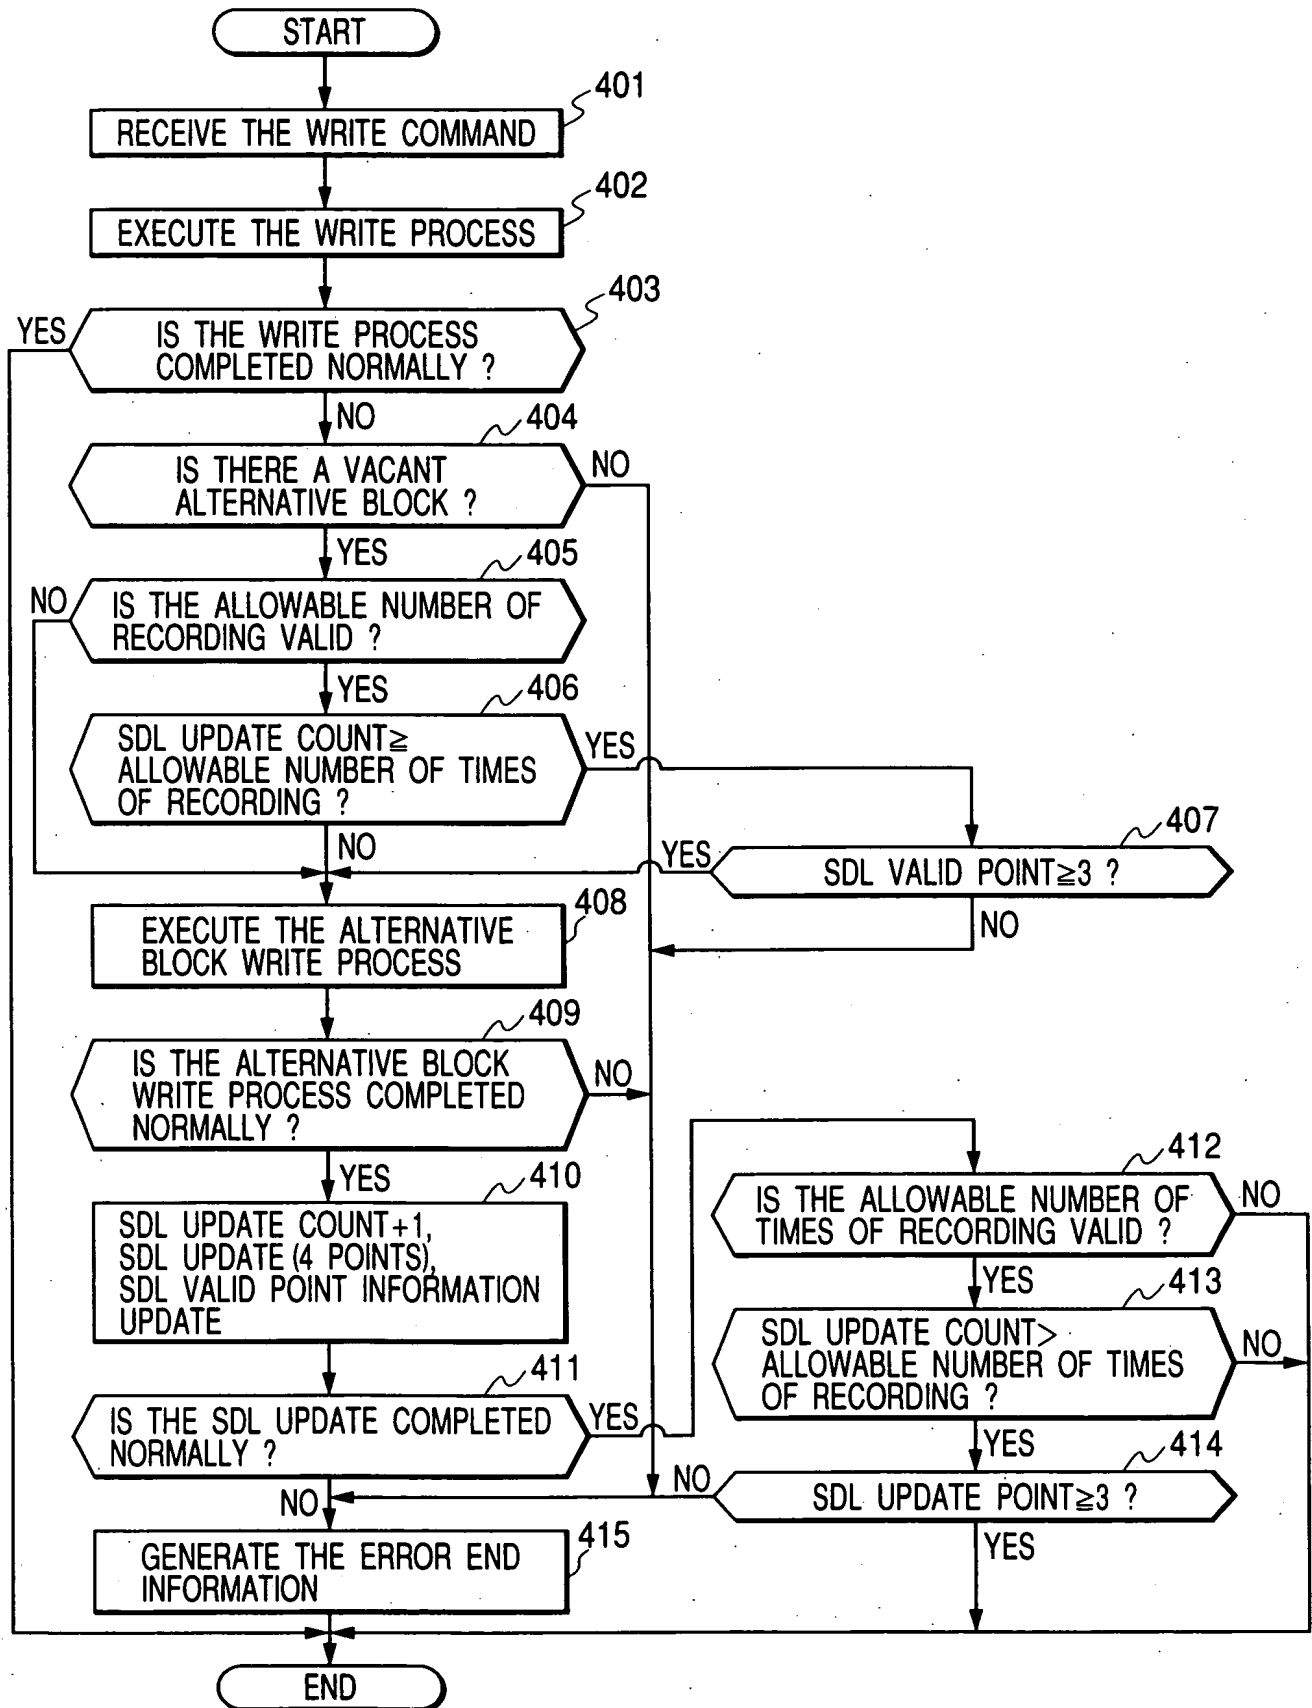 START
401
RECEIVE THE WRITE COMMAND
402
EXECUTE THE WRITE PROCESS
403
YES
IS THE WRITE PROCESS
COMPLETED NORMALLY ?
NO
404
IS THERE A VACANT
ALTERNATIVE BLOCK ?
NO
YES
405
NO
IS THE ALLOWABLE NUMBER OF
RECORDING VALID ?
YES
406
SDL UPDATE COUNT≧
ALLOWABLE NUMBER OF TIMES
OF RECORDING ?
YES
NO
407
YES
SDL VALID POINT≧3 ?
NO
408
EXECUTE THE ALTERNATIVE
BLOCK WRITE PROCESS
409
IS THE ALTERNATIVE BLOCK
WRITE PROCESS COMPLETED
NORMALLY ?
NO
YES
410
SDL UPDATE COUNT+1,
SDL UPDATE (4 POINTS),
SDL VALID POINT INFORMATION
UPDATE
411
IS THE SDL UPDATE COMPLETED
NORMALLY ?
YES
NO
412
IS THE ALLOWABLE NUMBER OF
TIMES OF RECORDING VALID ?
NO
YES
413
SDL UPDATE COUNT>
ALLOWABLE NUMBER OF TIMES
OF RECORDING ?
NO
YES
414
NO
SDL UPDATE POINT≧3 ?
YES
415
GENERATE THE ERROR END
INFORMATION
END